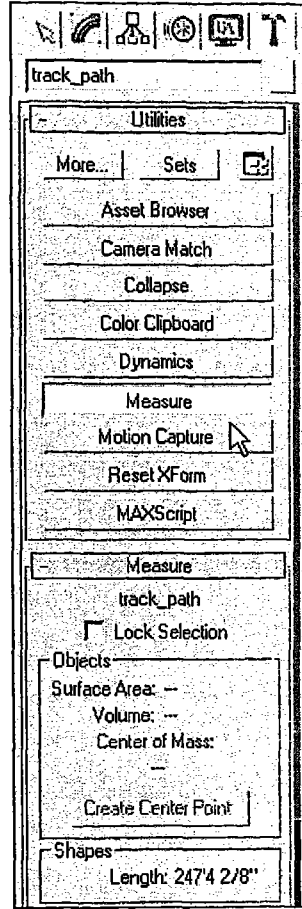 track_path
- Utilities
More... Sets
Asset Browser
Camera Match
Collapse
Color Clipboard
Dynamics
Measure
Motion Capture
Reset XForm
MAXScript
- Measure
track_path
Lock Selection
Objects
Surface Area: --
Volume: --
Center of Mass:
--
Create Center Point
Shapes
Length: 247'4 2/8"